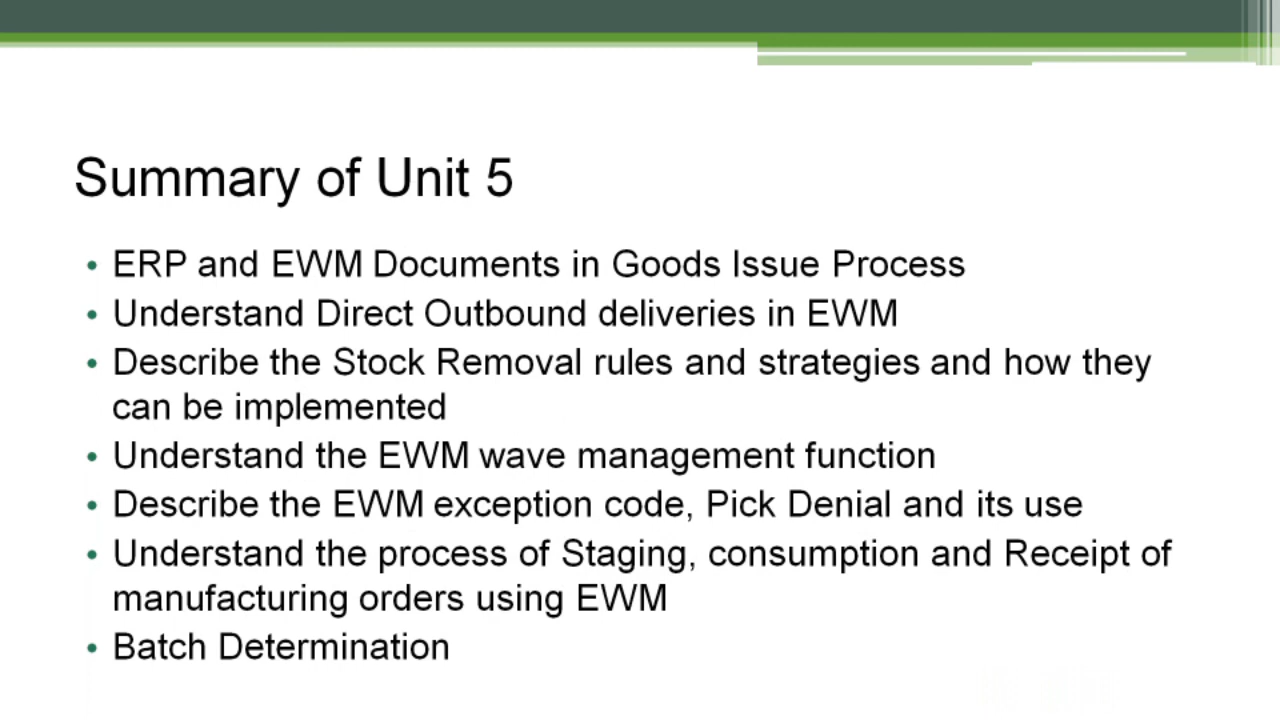 Summary of Unit 5
• ERP and EWM Documents in Goods Issue Process
• Understand Direct Outbound deliveries in EWM
• Describe the Stock Removal rules and strategies and how they
can be implemented
• Understand the EWM wave management function
• Describe the EWM exception code, Pick Denial and its use
• Understand the process of Staging, consumption and Receipt of
manufacturing orders using EWM
• Batch Determination